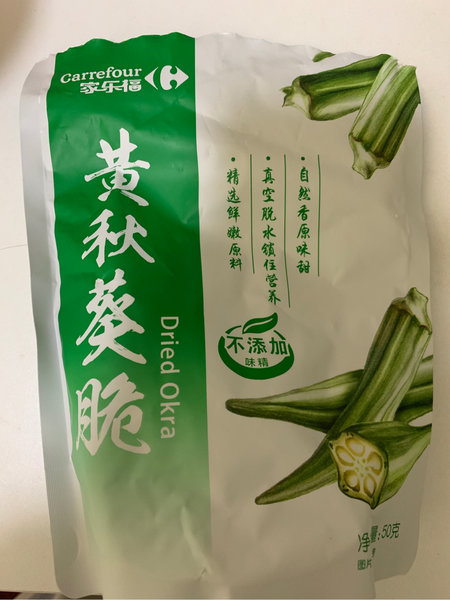 Carrefour
家乐福
黄秋葵脆
Dried Okra
·自然香原味甜
·真空脱水锁住营养
·精选鲜嫩原料
不添加
味精
净量:50克
图片